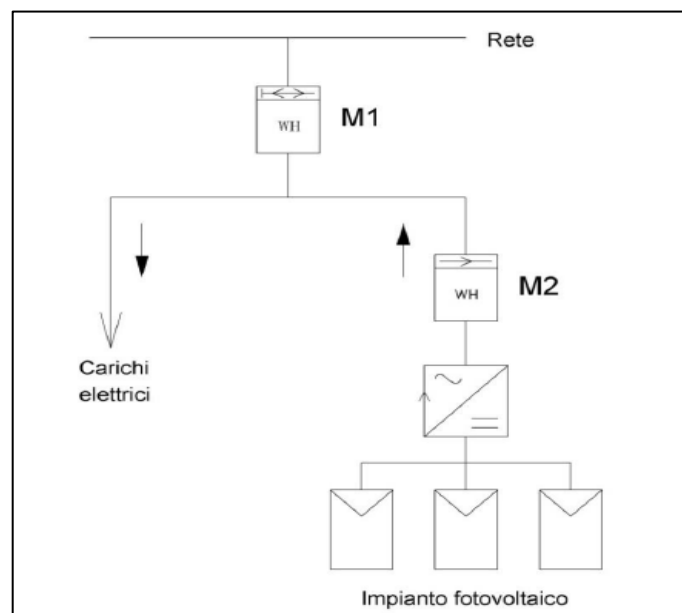 Rete
M1
WH
M2
WH
Carichi
elettrici
Impianto fotovoltaico